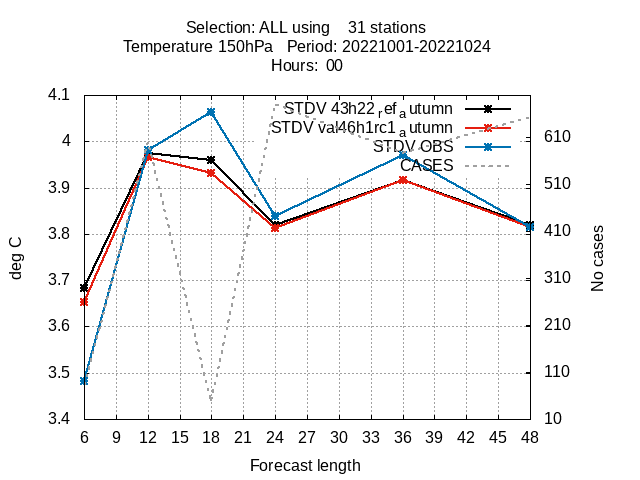 Selection: ALL using 31 stations
Temperature 150hPa Period: 20221001-20221024
Hours: 00
STDV 43h22refautumn
STDV val46h1rc1autumn
STDV OBS
CASES
4.1
4
3.9
3.8
3.7
3.6
3.5
3.4
deg C
610
510
410
310
210
110
10
No cases
6 9 12 15 18 21 24 27 30 33 36 39 42 45 48
Forecast length